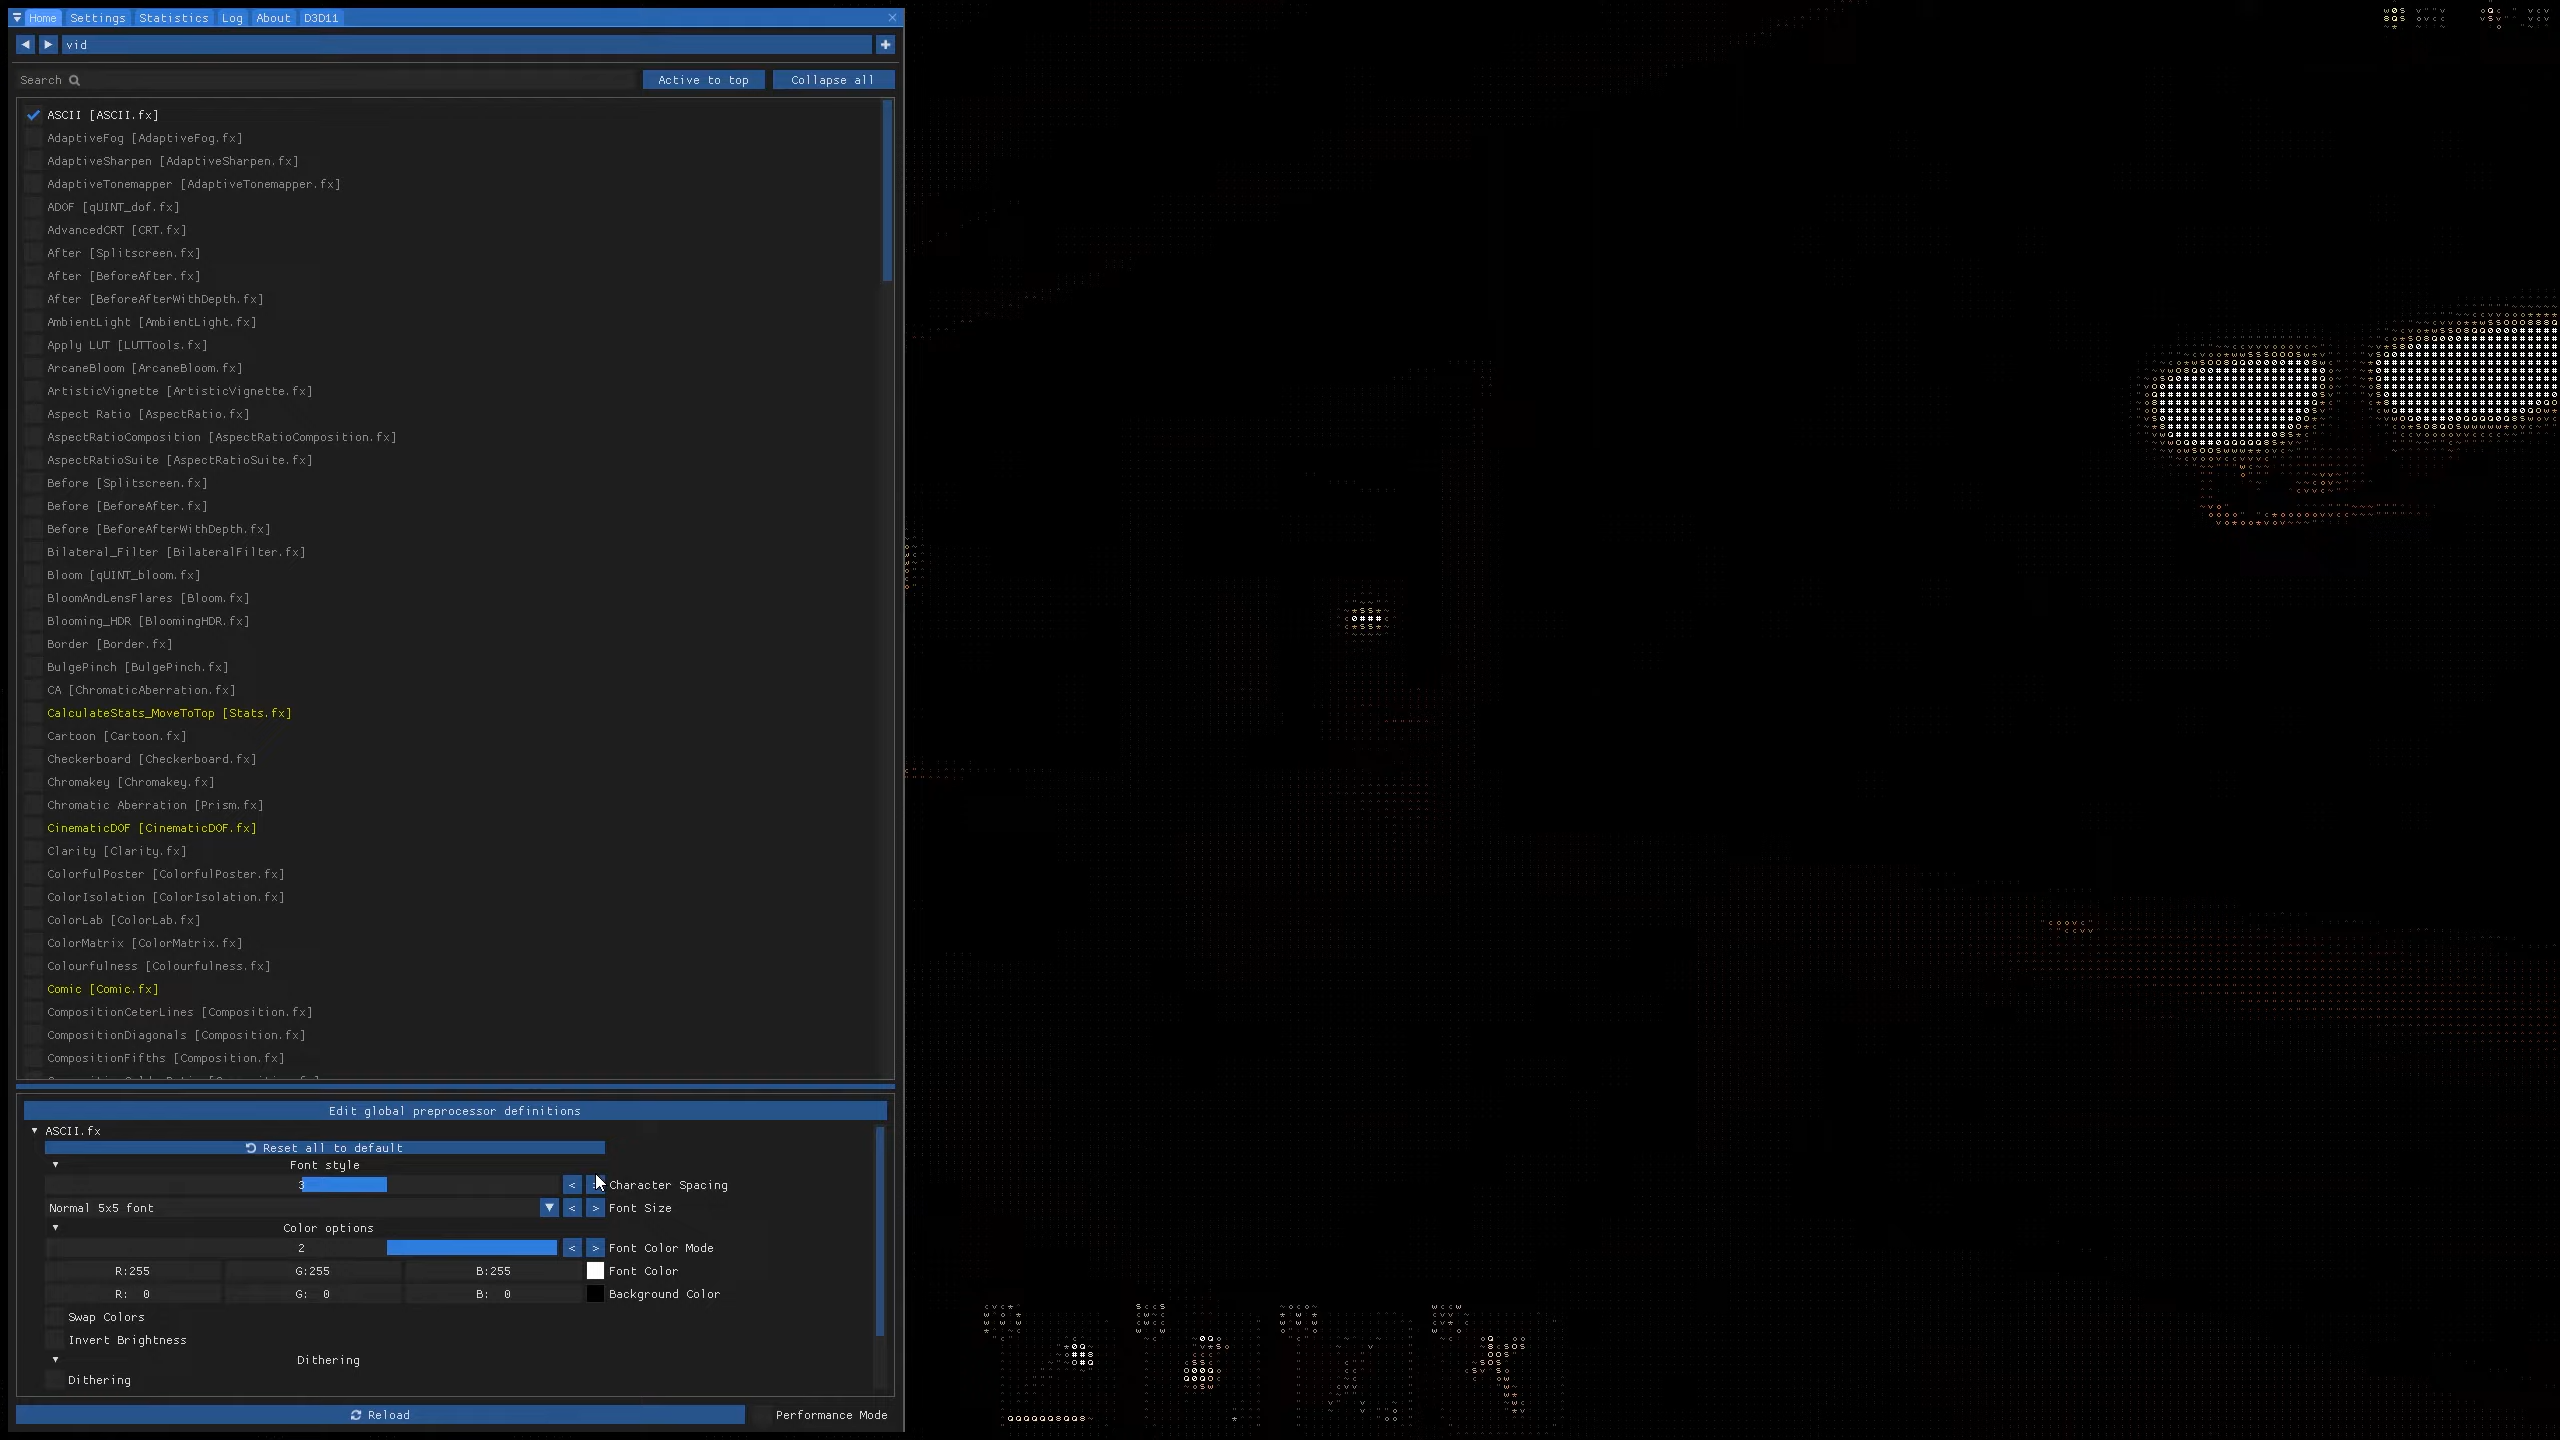 Home Settings Statistics Log About D3D11
vid
Search Active to top Collapse all
ASCII [ASCII.fx]
AdaptiveFog [AdaptiveFog.fx]
AdaptiveSharpen [AdaptiveSharpen.fx]
AdaptiveTonemapper [AdaptiveTonemapper.fx]
ADOF [qUINT_dof.fx]
AdvancedCRT [CRT.fx]
After [Splitscreen.fx]
After [BeforeAfter.fx]
After [BeforeAfterWithDepth.fx]
AmbientLight [AmbientLight.fx]
Apply LUT [LUTTools.fx]
ArcaneBloom [ArcaneBloom.fx]
ArtisticVignette [ArtisticVignette.fx]
Aspect Ratio [AspectRatio.fx]
AspectRatioComposition [AspectRatioComposition.fx]
AspectRatioSuite [AspectRatioSuite.fx]
Before [Splitscreen.fx]
Before [BeforeAfter.fx]
Before [BeforeAfterWithDepth.fx]
Bilateral_Filter [BilateralFilter.fx]
Bloom [qUINT_bloom.fx]
BloomAndLensFlares [Bloom.fx]
Blooming_HDR [BloomingHDR.fx]
Border [Border.fx]
BulgePinch [BulgePinch.fx]
CA [ChromaticAberration.fx]
CalculateStats_MoveToTop [Stats.fx]
Cartoon [Cartoon.fx]
Checkerboard [Checkerboard.fx]
Chromakey [Chromakey.fx]
Chromatic Aberration [Prism.fx]
CinematicDOF [CinematicDOF.fx]
Clarity [Clarity.fx]
ColorfulPoster [ColorfulPoster.fx]
ColorIsolation [ColorIsolation.fx]
ColorLab [ColorLab.fx]
ColorMatrix [ColorMatrix.fx]
Colourfulness [Colourfulness.fx]
Comic [Comic.fx]
CompositionCeterLines [Composition.fx]
CompositionDiagonals [Composition.fx]
CompositionFifths [Composition.fx]
Edit global preprocessor definitions
ASCII.fx
Reset all to default
Font style
3 < Character Spacing
Normal 5x5 font < > Font Size
Color options
2 < > Font Color Mode
R:255 G:255 B:255 Font Color
R: 0 G: 0 B: 0 Background Color
Swap Colors
Invert Brightness
Dithering
Dithering
Reload Performance Mode